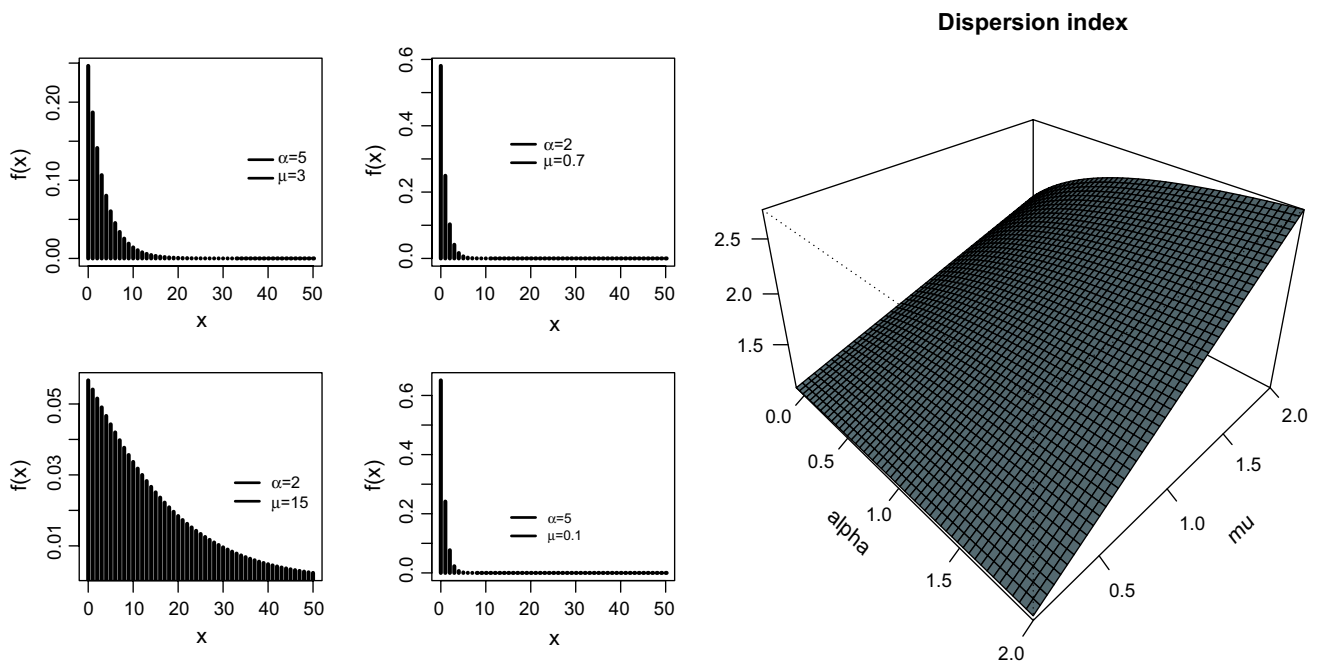 Dispersion index
f(x)
0.00 0.10 0.20
α=5
μ=3
0 10 20 30 40 50
x
f(x)
0.0 0.2 0.4 0.6
α=2
μ=0.7
0 10 20 30 40 50
x
f(x)
0.01 0.03 0.05
α=2
μ=15
0 10 20 30 40 50
x
f(x)
0.0 0.2 0.4 0.6
α=5
μ=0.1
0 10 20 30 40 50
x
2.5
2.0
1.5
0.0
0.5
1.0
1.5
2.0
alpha
0.5
1.0
1.5
2.0
mu